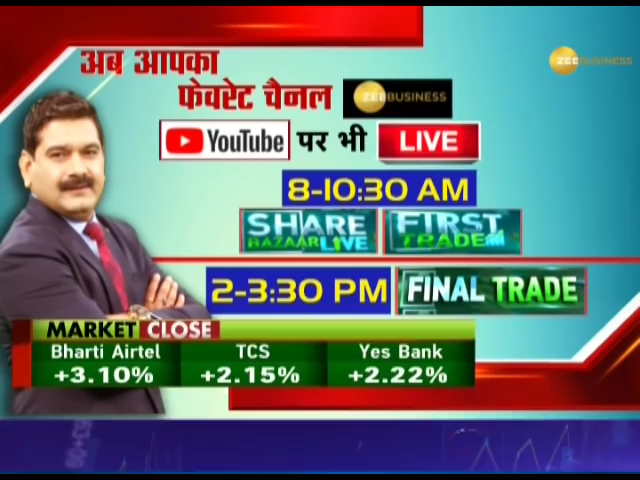 अब आपका
फेवरेट चैनल ZEE BUSINESS
ZEE BUSINESS
YouTube पर भी LIVE
8-10:30 AM
SHARE BAZAAR LIVE FIRST TRADE
2-3:30 PM FINAL TRADE
MARKET CLOSE
Bharti Airtel TCS Yes Bank
+3.10% +2.15% +2.22%